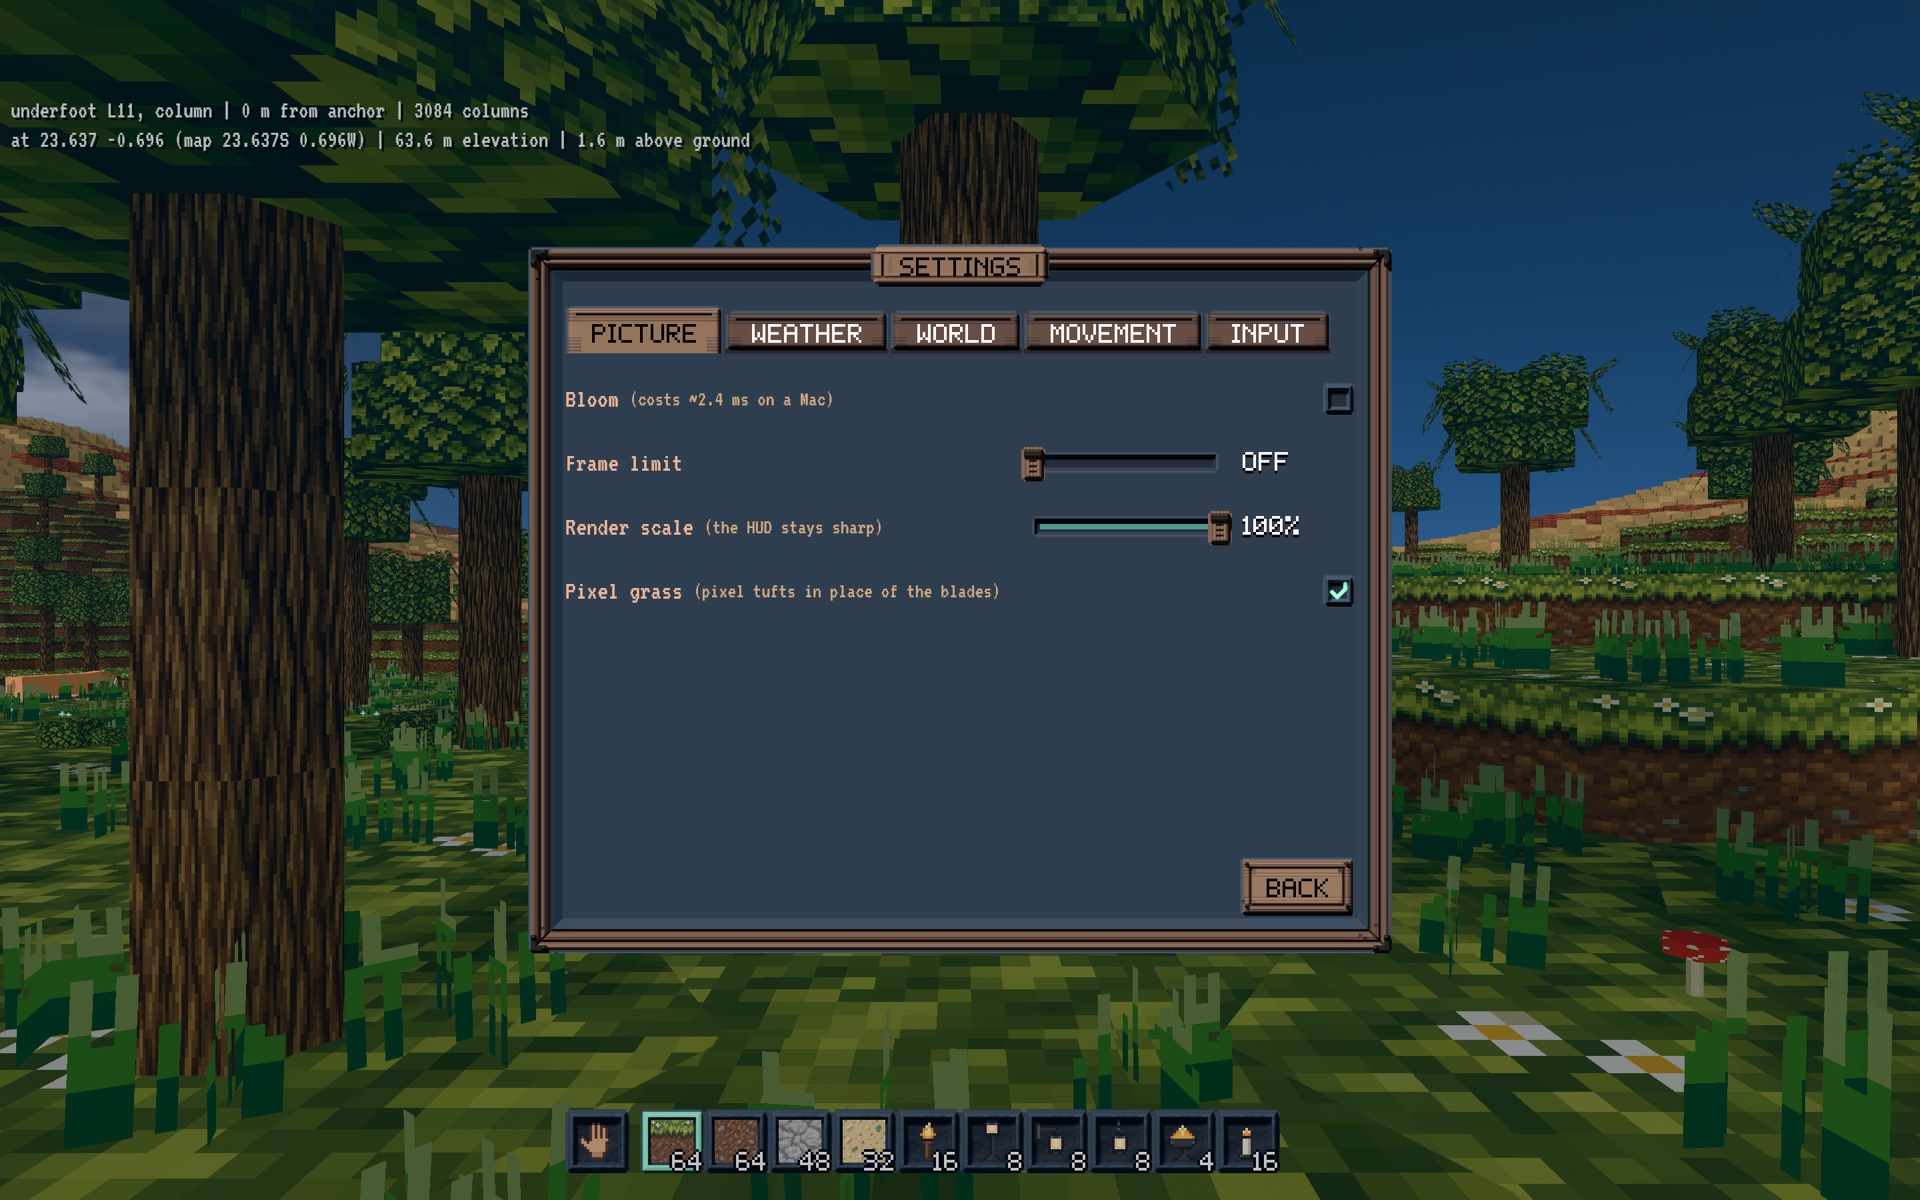 underfoot L11, column | 0 m from anchor | 3084 columns
at 23.637 -0.696 (map 23.637S 0.696W) | 63.6 m elevation | 1.6 m above ground
SETTINGS
PICTURE WEATHER WORLD MOVEMENT INPUT
Bloom (costs ~2.4 ms on a Mac)
Frame limit OFF
Render scale (the HUD stays sharp) 100%
Pixel grass (pixel tufts in place of the blades)
BACK
64 64 48 32 16 8 8 8 4 16